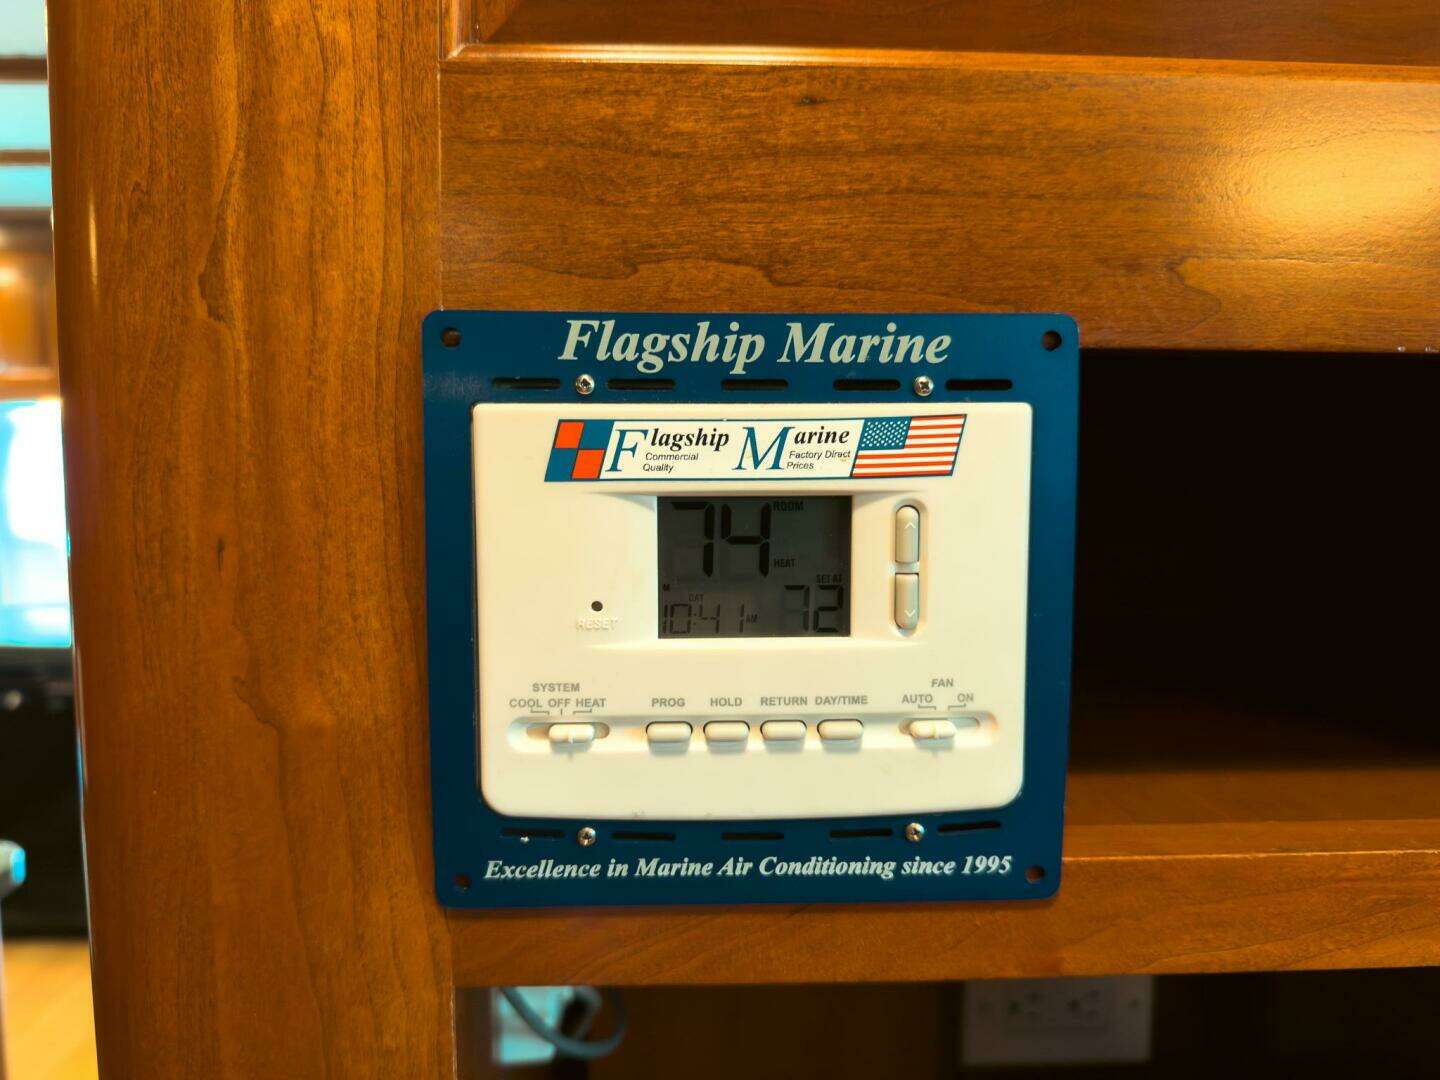 Flagship Marine
Flagship Marine
Commercial Factory Direct
Quality Prices
74 ROOM
HEAT
SET AT
M
DAY
10:41 AM 72
RESET
SYSTEM
COOL OFF HEAT
PROG HOLD RETURN DAY/TIME
FAN
AUTO ON
Excellence in Marine Air Conditioning since 1995